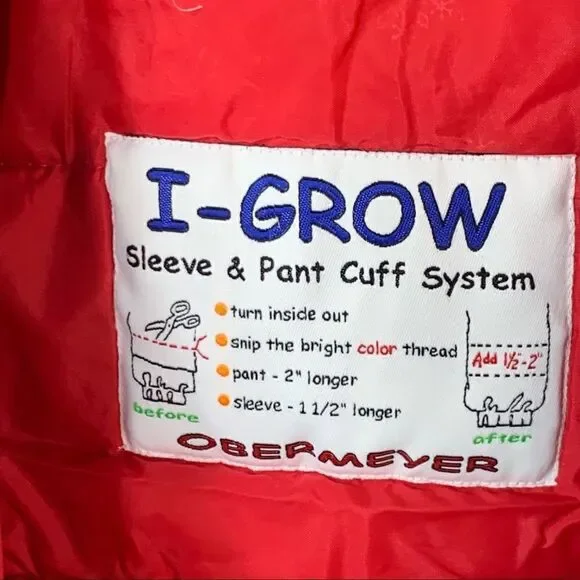 I-GROW
Sleeve & Pant Cuff System
turn inside out
snip the bright color thread
pant - 2" longer
sleeve - 1 1/2" longer
before
Add 1½"-2"
after
OBERMEYER